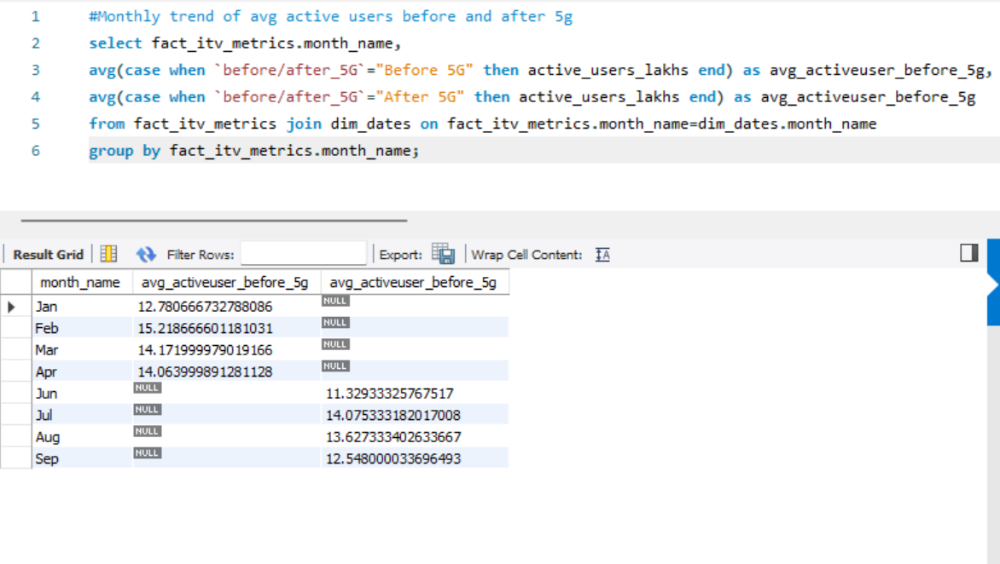 1 #Monthly trend of avg active users before and after 5g
2 select fact_itv_metrics.month_name,
3 avg(case when `before/after_5G`="Before 5G" then active_users_lakhs end) as avg_activeuser_before_5g,
4 avg(case when `before/after_5G`="After 5G" then active_users_lakhs end) as avg_activeuser_before_5g
5 from fact_itv_metrics join dim_dates on fact_itv_metrics.month_name=dim_dates.month_name
6 group by fact_itv_metrics.month_name;
Result Grid Filter Rows: Export: Wrap Cell Content: IA
month_name avg_activeuser_before_5g avg_activeuser_before_5g
Jan 12.780666732788086 NULL
Feb 15.218666601181031 NULL
Mar 14.171999979019166 NULL
Apr 14.063999891281128 NULL
Jun NULL 11.32933325767517
Jul NULL 14.075333182017008
Aug NULL 13.627333402633667
Sep NULL 12.548000033696493